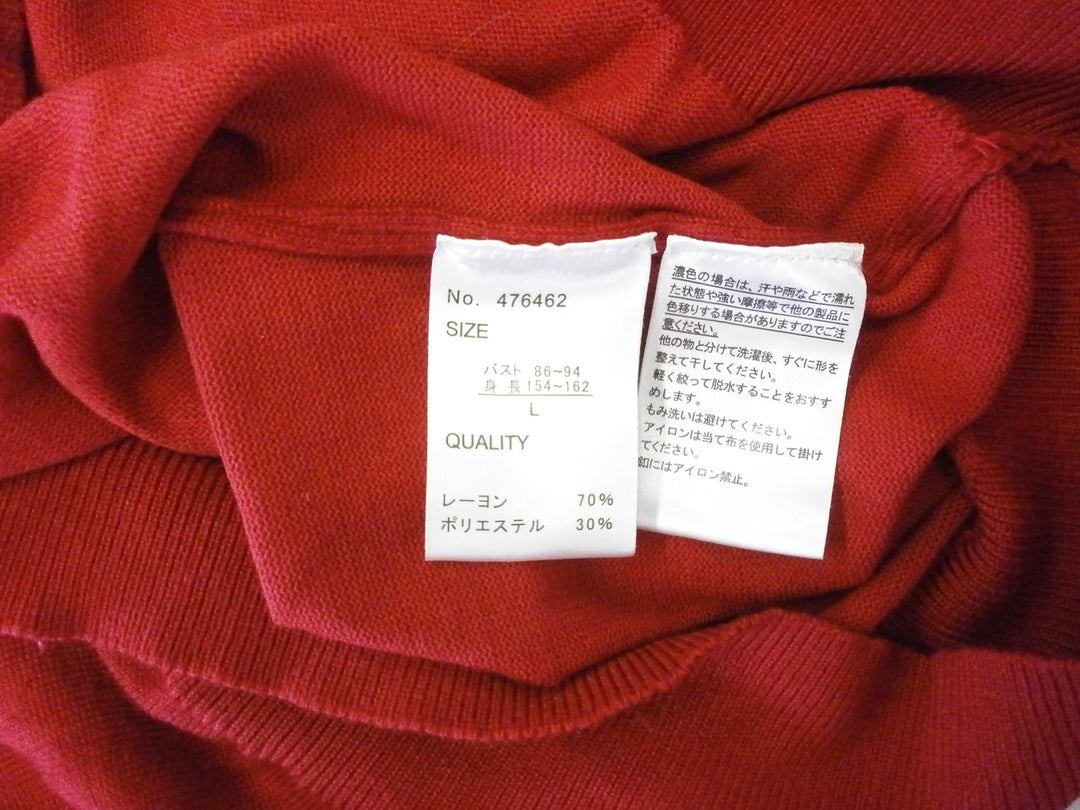 No. 476462
SIZE
バスト 86~94
身長 154~162
L
QUALITY
レーヨン 70%
ポリエステル 30%
濃色の場合は、汗や雨などで濡れ
た状態や強い摩擦等で他の製品に
色移りする場合がありますのでご注
意ください。
他の物と分けて洗濯後、すぐに形を
整えて干してください。
軽く絞って脱水することをおすす
めします。
もみ洗いは避けてください。
アイロンは当て布を使用して掛け
てください。
釦にはアイロン禁止。